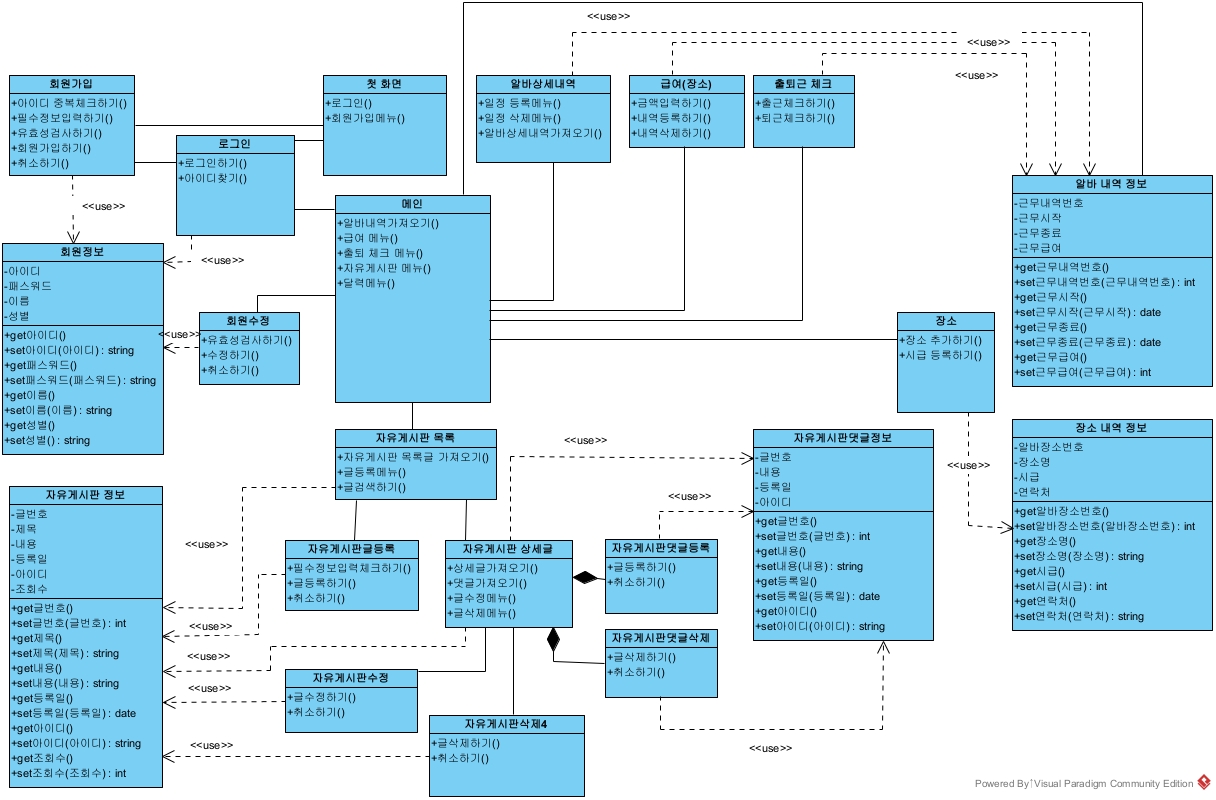 <<use>>
<<use>>
<<use>>
회원가입
+아이디 중복체크하기()
+필수정보입력하기()
+유효성검사하기()
+회원가입하기()
+취소하기()
첫 화면
+로그인()
+회원가입메뉴()
알바상세내역
+일정 등록메뉴()
+일정 삭제메뉴()
+알바상세내역가져오기()
급여(장소)
+금액입력하기()
+내역등록하기()
+내역삭제하기()
출퇴근 체크
+출근체크하기()
+퇴근체크하기()
로그인
+로그인하기()
+아이디찾기()
<<use>>
<<use>>
메인
+알바내역가져오기()
+급여 메뉴()
+출퇴 체크 메뉴()
+자유게시판 메뉴()
+달력메뉴()
알바 내역 정보
-근무내역번호
-근무시작
-근무종료
-근무급여
+get근무내역번호()
+set근무내역번호(근무내역번호) : int
+get근무시작()
+set근무시작(근무시작) : date
+get근무종료()
+set근무종료(근무종료) : date
+get근무급여()
+set근무급여(근무급여) : int
회원정보
-아이디
-패스워드
-이름
-성별
+get아이디()
+set아이디(아이디) : string
+get패스워드()
+set패스워드(패스워드) : string
+get이름()
+set이름(이름) : string
+get성별()
+set성별() : string
<<use>>
회원수정
+유효성검사하기()
+수정하기()
+취소하기()
장소
+장소 추가하기()
+시급 등록하기()
<<use>>
장소 내역 정보
-알바장소번호
-장소명
-시급
-연락처
+get알바장소번호()
+set알바장소번호(알바장소번호) : int
+get장소명()
+set장소명(장소명) : string
+get시급()
+set시급(시급) : int
+get연락처()
+set연락처(연락처) : string
자유게시판 목록
+자유게시판 목록글 가져오기()
+글등록메뉴()
+글검색하기()
<<use>>
<<use>>
자유게시판댓글정보
-글번호
-내용
-등록일
-아이디
+get글번호()
+set글번호(글번호) : int
+get내용()
+set내용(내용) : string
+get등록일()
+set등록일(등록일) : date
+get아이디()
+set아이디(아이디) : string
자유게시판 정보
-글번호
-제목
-내용
-등록일
-아이디
-조회수
+get글번호()
+set글번호(글번호) : int
+get제목()
+set제목(제목) : string
+get내용()
+set내용(내용) : string
+get등록일()
+set등록일(등록일) : date
+get아이디()
+set아이디(아이디) : string
+get조회수()
+set조회수(조회수) : int
<<use>>
<<use>>
<<use>>
<<use>>
<<use>>
자유게시판글등록
+필수정보입력체크하기()
+글등록하기()
+취소하기()
자유게시판 상세글
+상세글가져오기()
+댓글가져오기()
+글수정메뉴()
+글삭제메뉴()
자유게시판댓글등록
+글등록하기()
+취소하기()
자유게시판댓글삭제
+글삭제하기()
+취소하기()
자유게시판수정
+글수정하기()
+취소하기()
자유게시판삭제4
+글삭제하기()
+취소하기()
<<use>>
Powered By Visual Paradigm Community Edition